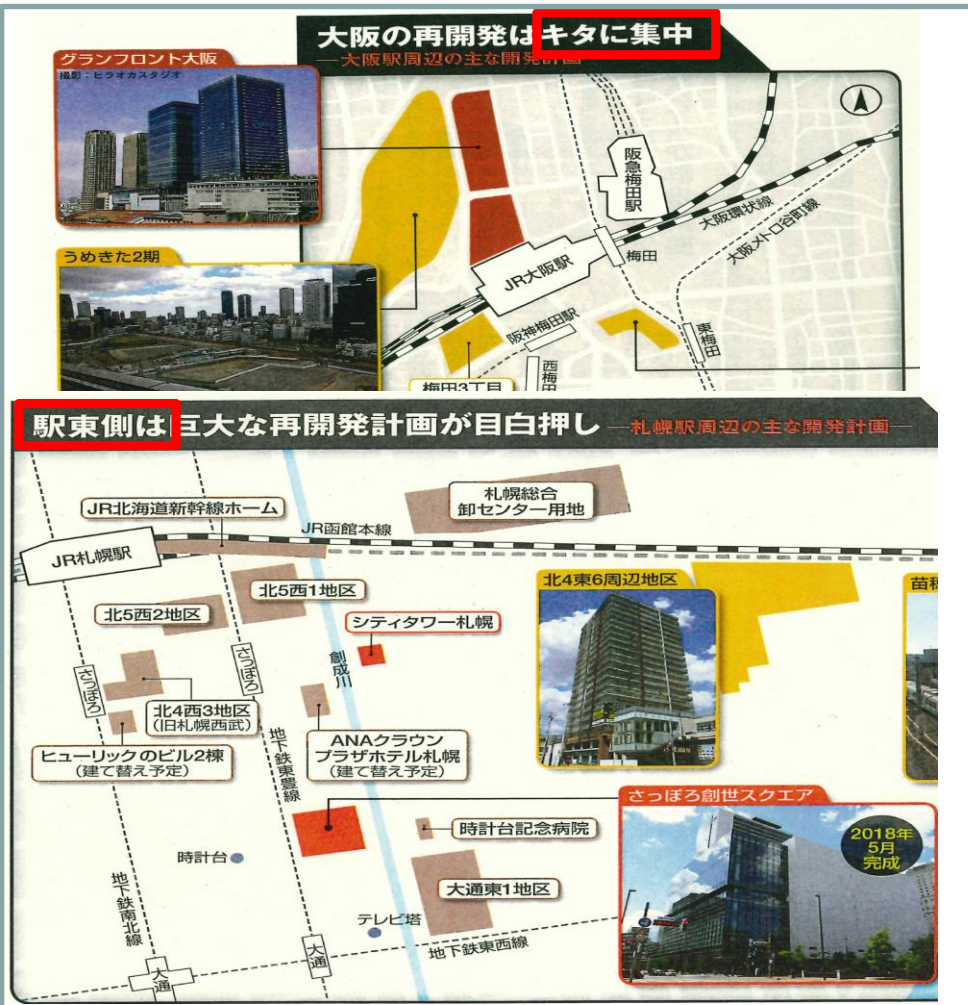 大阪の再開発はキタに集中
―大阪駅周辺の主な開発計画
グランフロント大阪
撮影:ヒラオカスタジオ
阪急梅田駅
大阪環状線
大阪メトロ谷町線
梅田
JR大阪駅
うめきた2期
阪神梅田駅
東梅田
西梅田
梅田3丁目
駅東側は巨大な再開発計画が目白押し ―札幌駅周辺の主な開発計画―
札幌総合
卸センター用地
JR北海道新幹線ホーム
JR函館本線
JR札幌駅
北5西1地区
北5西2地区
北4東6周辺地区
シティタワー札幌
創成川
さっぽろ
さっぽろ
北4西3地区
(旧札幌西武)
ヒューリックのビル2棟
(建て替え予定)
地下鉄東豊線
ANAクラウン
プラザホテル札幌
(建て替え予定)
さっぽろ創世スクエア
2018年
5月
完成
時計台記念病院
時計台
大通東1地区
地下鉄南北線
テレビ塔
地下鉄東西線
大通
大通